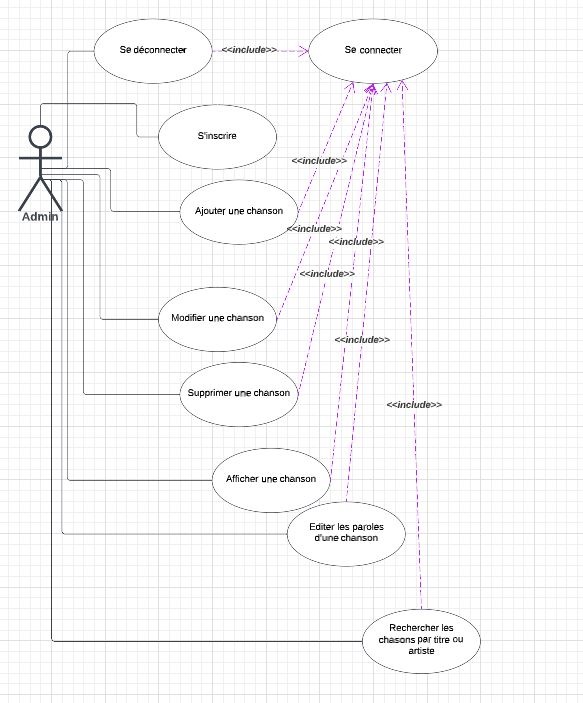 Se déconnecter
<<include>>
Se connecter
S'inscrire
<<include>>
Admin
Ajouter une chanson
<<include>>
<<include>>
<<include>>
Modifier une chanson
<<include>>
Supprimer une chanson
<<include>>
Afficher une chanson
Editer les paroles
d'une chanson
Rechercher les
chasons par titre ou
artiste